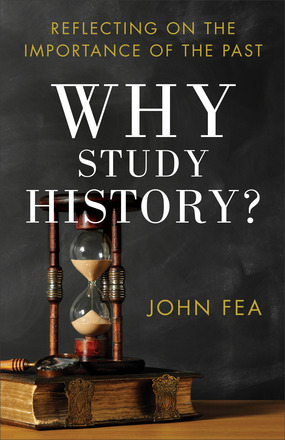 REFLECTING ON THE
IMPORTANCE OF THE PAST
WHY
STUDY
HISTORY?
JOHN FEA